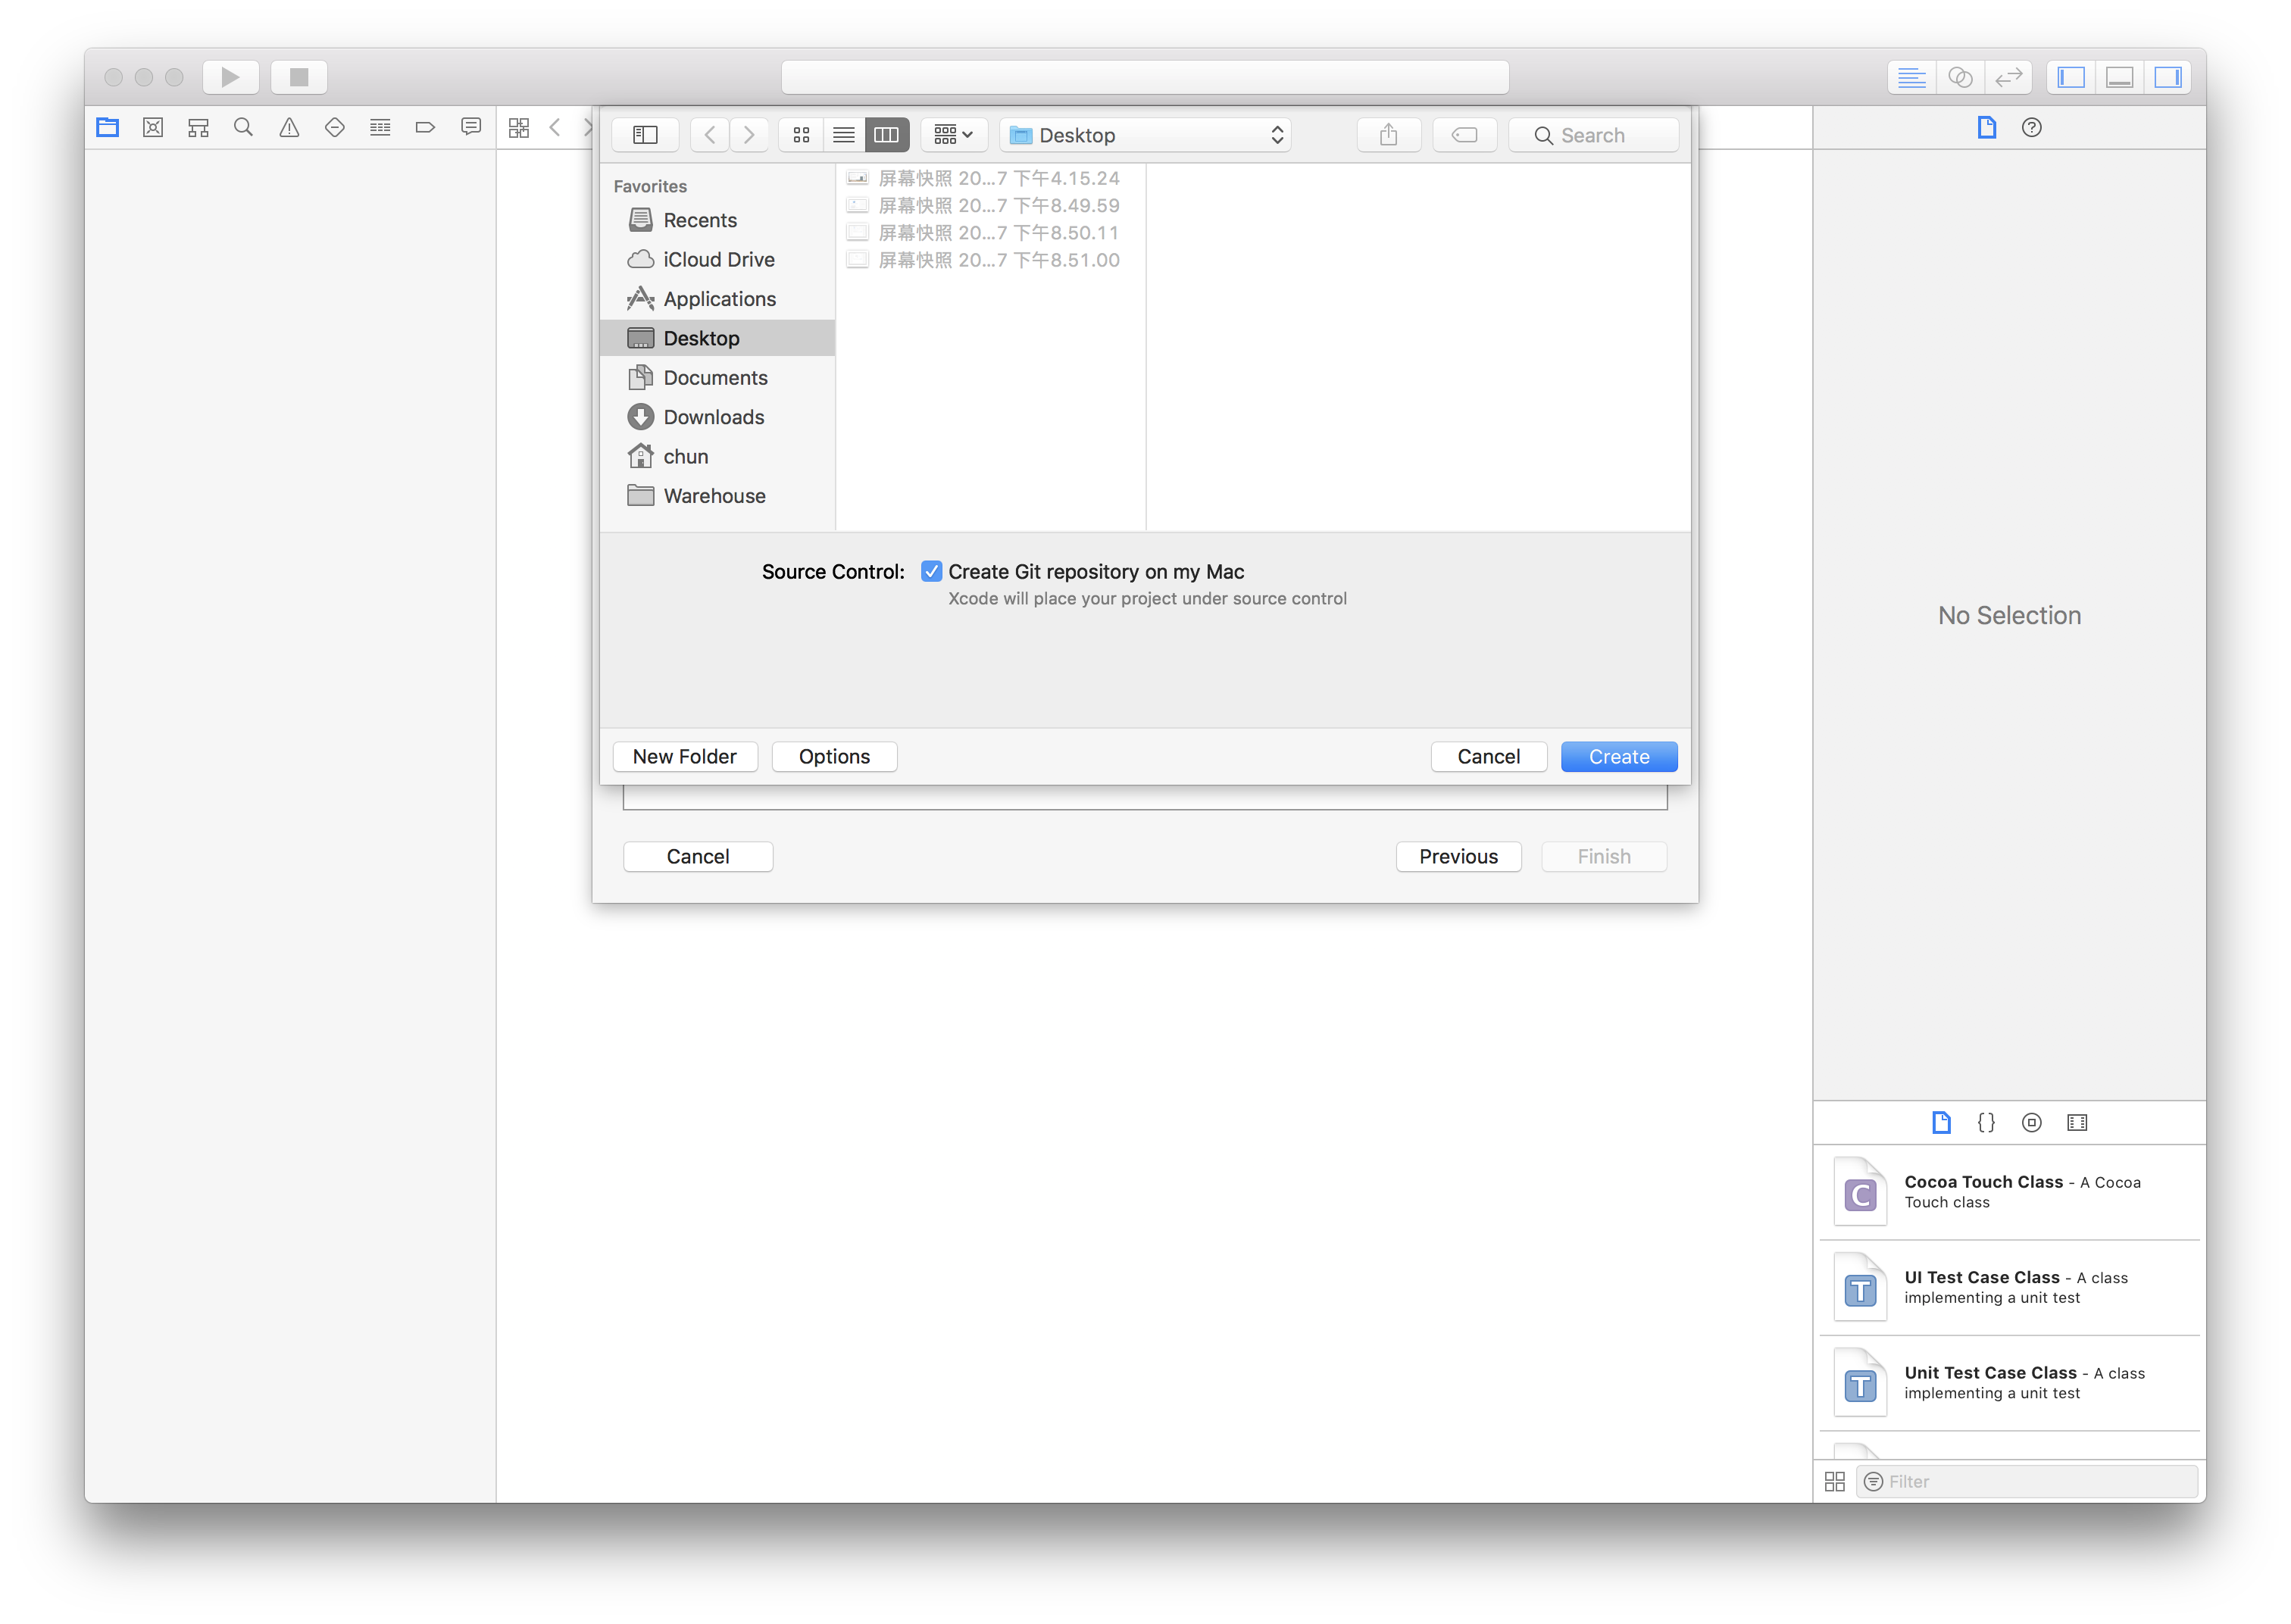 Desktop
Search
Favorites
Recents
iCloud Drive
Applications
Desktop
Documents
Downloads
chun
Warehouse
屏幕快照 20...7 下午4.15.24
屏幕快照 20...7 下午8.49.59
屏幕快照 20...7 下午8.50.11
屏幕快照 20...7 下午8.51.00
Source Control: Create Git repository on my Mac
Xcode will place your project under source control
New Folder
Options
Cancel
Create
Cancel
Previous
Finish
No Selection
{}
C
Cocoa Touch Class - A Cocoa
Touch class
T
UI Test Case Class - A class
implementing a unit test
T
Unit Test Case Class - A class
implementing a unit test
Filter